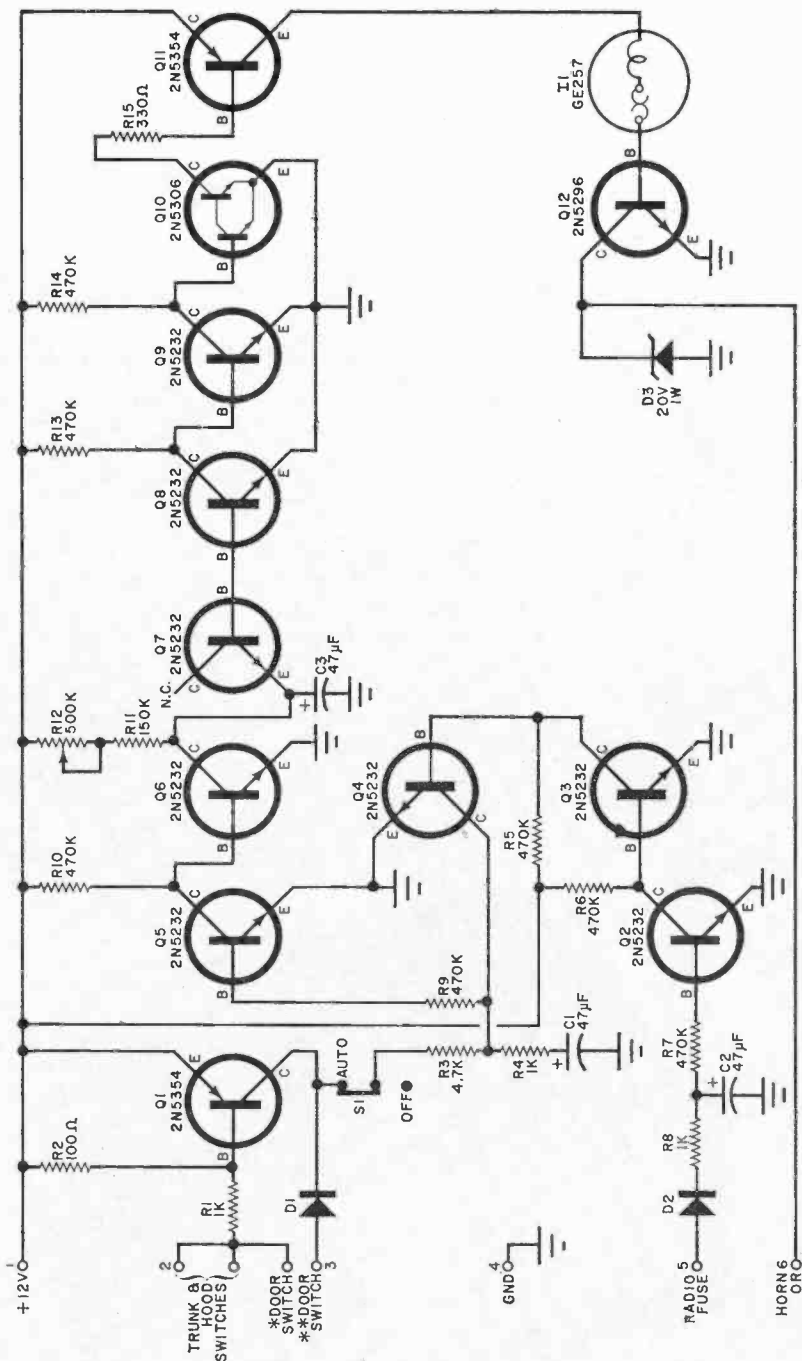 +12V 1
2
TRUNK &
HOOD
SWITCHES
*DOOR
SWITCH
**DOOR
SWITCH
3
GND 4
RADIO 5
FUSE
HORN 6
OR
R2
100Ω
R1
1K
D1
Q1
2N5354
B
E
C
AUTO
S1
OFF
R3
4.7K
R4
1K
C1
+
47μF
R9
470K
D2
R8
1K
C2
+
47μF
R7
470K
Q2
2N5232
B
C
E
R6
470K
R5
470K
Q3
2N5232
B
C
E
Q4
2N5232
E
B
C
R10
470K
Q5
2N5232
C
E
B
Q6
2N5232
C
B
E
R12
500K
R11
150K
N.C.
Q7
2N5232
C
B
E
C3
+
47μF
Q8
2N5232
B
C
E
R13
470K
Q9
2N5232
B
C
E
R14
470K
Q10
2N5306
B
C
E
R15
330Ω
Q11
2N5354
B
C
E
I1
GE257
Q12
2N5296
B
C
E
D3
20V
1W